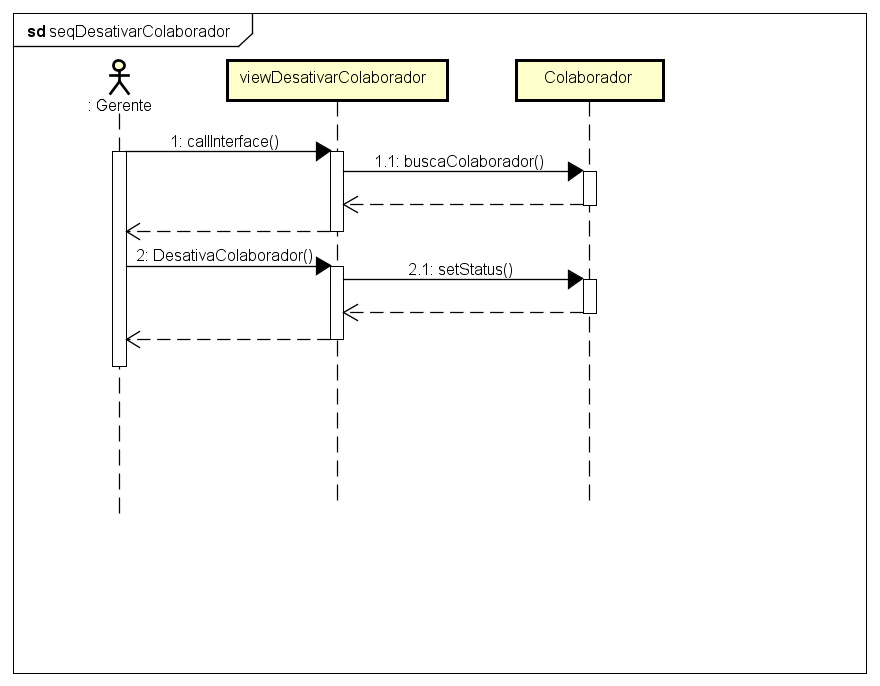 sd seqDesativarColaborador
: Gerente
viewDesativarColaborador
Colaborador
1: callInterface()
1.1: buscaColaborador()
2: DesativaColaborador()
2.1: setStatus()